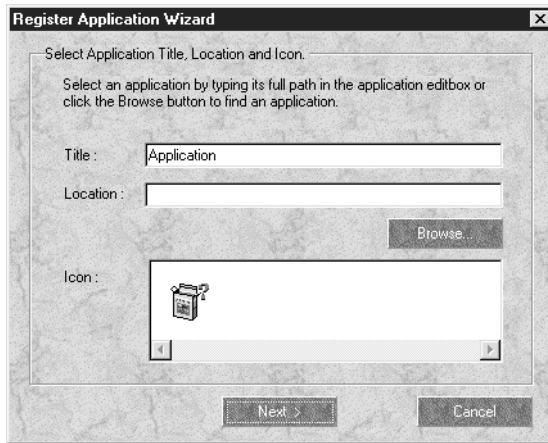 Register Application Wizard
Select Application Title, Location and Icon.
Select an application by typing its full path in the application editbox or
click the Browse button to find an application.
Title :
Application
Location :
Browse...
Icon :
Next >
Cancel